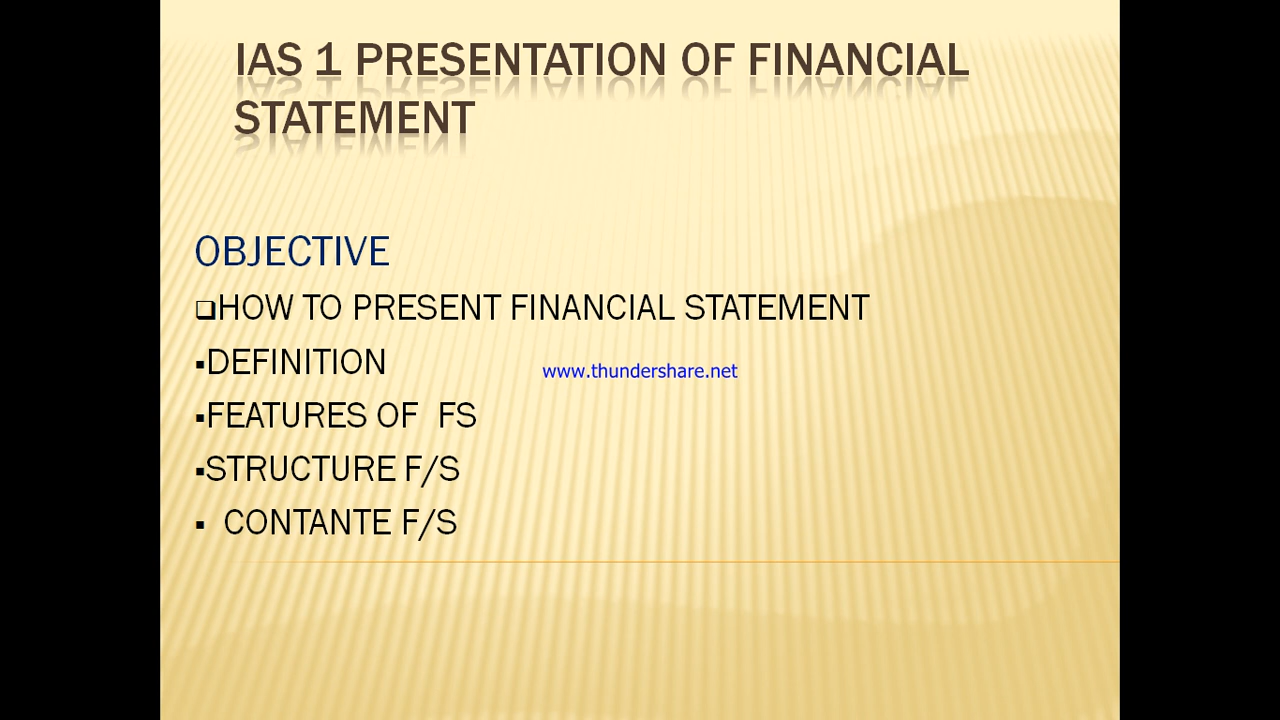 IAS 1 PRESENTATION OF FINANCIAL
STATEMENT
OBJECTIVE
❑HOW TO PRESENT FINANCIAL STATEMENT
▪DEFINITION
www.thundershare.net
▪FEATURES OF  FS
▪STRUCTURE F/S
▪  CONTANTE F/S